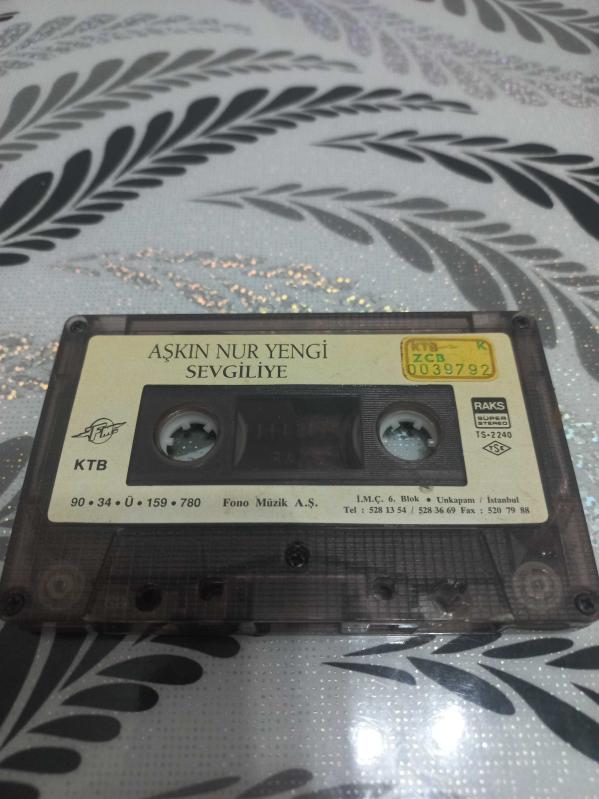 AŞKIN NUR YENGİ
SEVGİLİYE
KTB K
ZCB
0039792
RAKS
SUPER
STEREO
TS-2240
TSE
KTB
90 • 34 • Ü • 159 • 780
Fono Müzik A.Ş.
İ.M.Ç. 6. Blok • Unkapanı / İstanbul
Tel : 528 13 54 / 528 36 69 Fax : 520 79 88